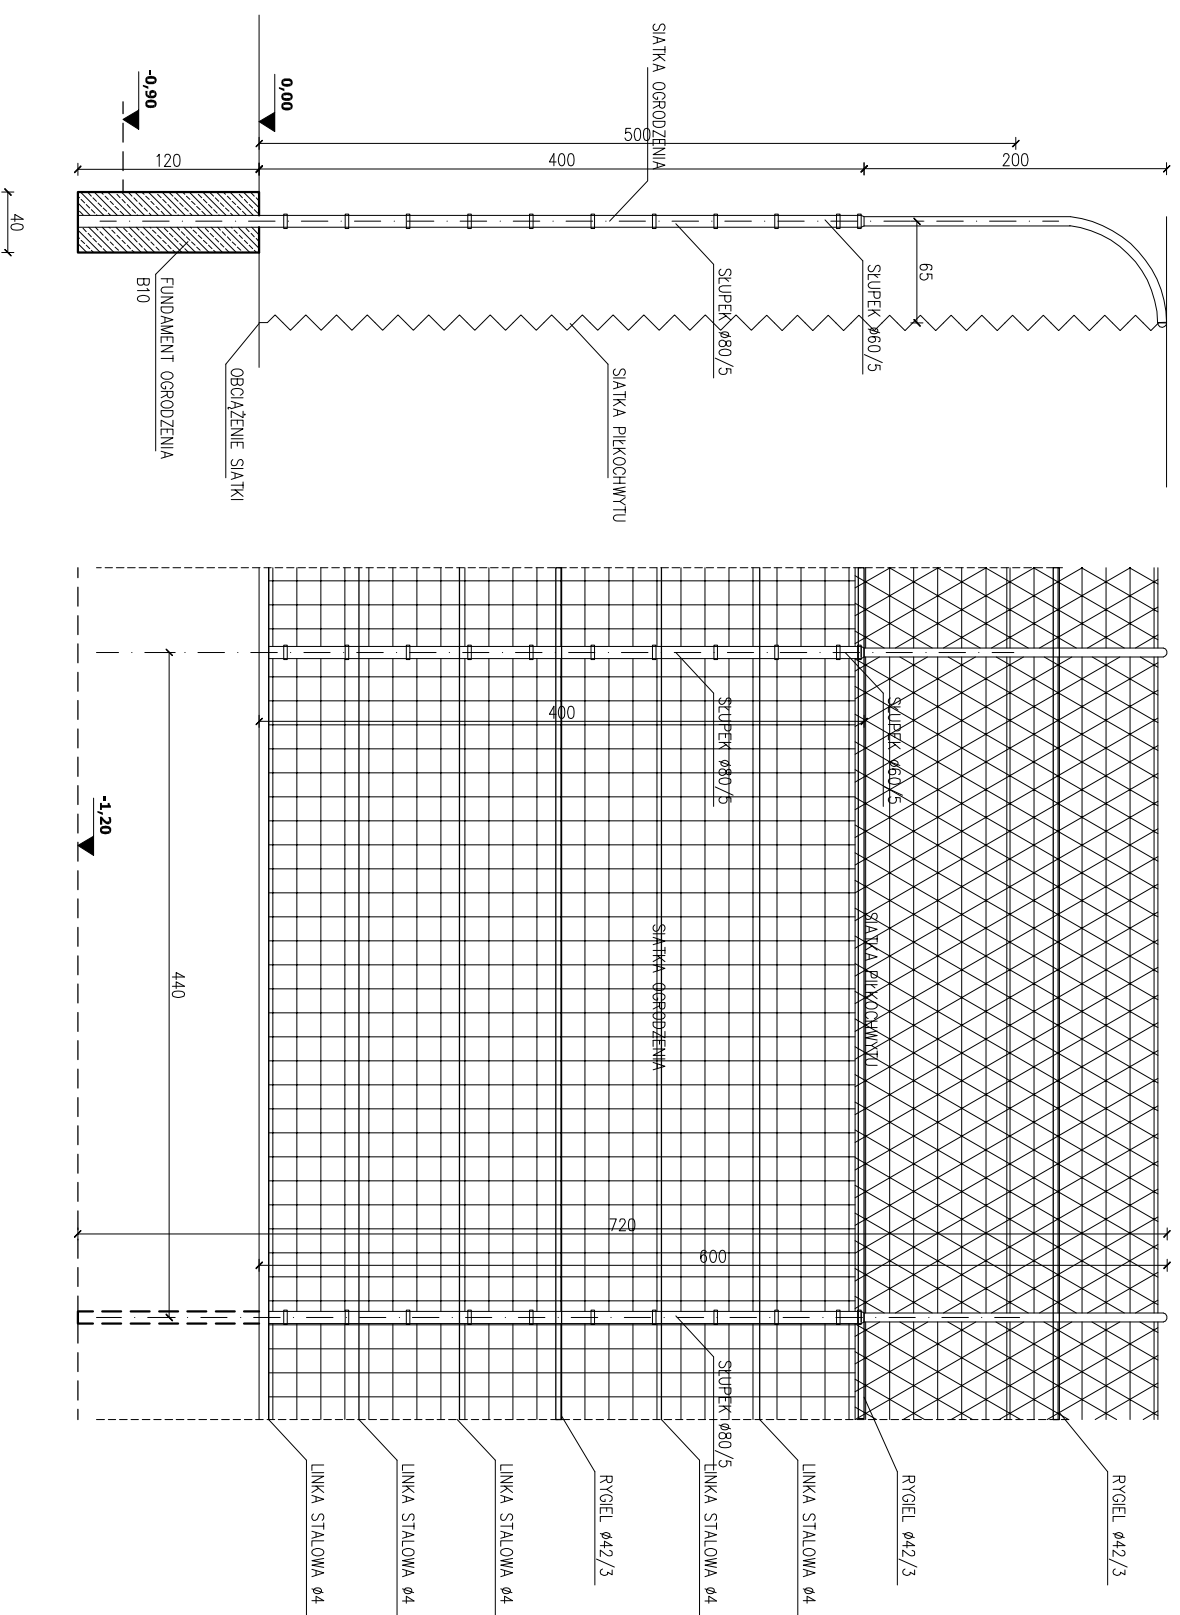 SIATKA OGRODZENIA
-0,90
0,00
500
120
400
200
40
65
SŁUPEK ø60/5
SŁUPEK ø80/5
FUNDAMENT OGRODZENIA
B10
OBCIĄŻENIE SIATKI
SIATKA PIŁKOCHWYTU
400
SŁUPEK ø80/5
SŁUPEK ø60/5
-1,20
SIATKA OGRODZENIA
SIATKA PIŁKOCHWYTU
440
720
600
SŁUPEK ø80/5
LINKA STALOWA ø4
LINKA STALOWA ø4
LINKA STALOWA ø4
RYGIEL ø42/3
LINKA STALOWA ø4
LINKA STALOWA ø4
RYGIEL ø42/3
RYGIEL ø42/3